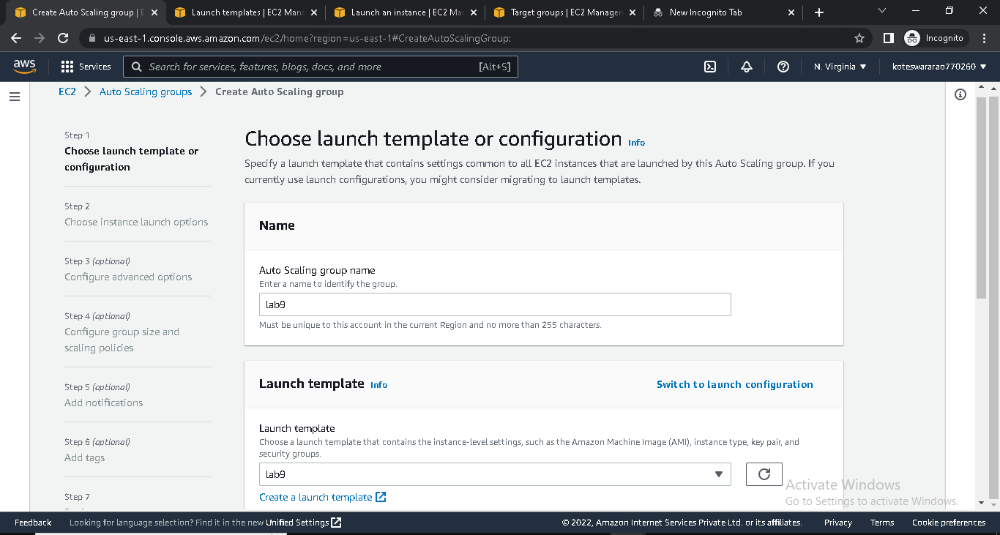 Create Auto Scaling group | E
Launch templates | EC2 Mana
Launch an instance | EC2 Mar
Target groups | EC2 Managen
New Incognito Tab
us-east-1.console.aws.amazon.com/ec2/home?region=us-east-1#CreateAutoScalingGroup:
Incognito
aws
Services
Search for services, features, blogs, docs, and more
[Alt+S]
N. Virginia
koteswararao770260
EC2 > Auto Scaling groups > Create Auto Scaling group
Step 1
Choose launch template or
configuration
Step 2
Choose instance launch options
Step 3 (optional)
Configure advanced options
Step 4 (optional)
Configure group size and
scaling policies
Step 5 (optional)
Add notifications
Step 6 (optional)
Add tags
Step 7
Choose launch template or configuration Info
Specify a launch template that contains settings common to all EC2 instances that are launched by this Auto Scaling group. If you
currently use launch configurations, you might consider migrating to launch templates.
Name
Auto Scaling group name
Enter a name to identify the group.
lab9
Must be unique to this account in the current Region and no more than 255 characters.
Launch template Info
Switch to launch configuration
Launch template
Choose a launch template that contains the instance-level settings, such as the Amazon Machine Image (AMI), instance type, key pair, and
security groups.
lab9
Create a launch template
Activate Windows
Go to Settings to activate Windows.
Feedback
Looking for language selection? Find it in the new Unified Settings
© 2022, Amazon Internet Services Private Ltd. or its affiliates.
Privacy
Terms
Cookie preferences